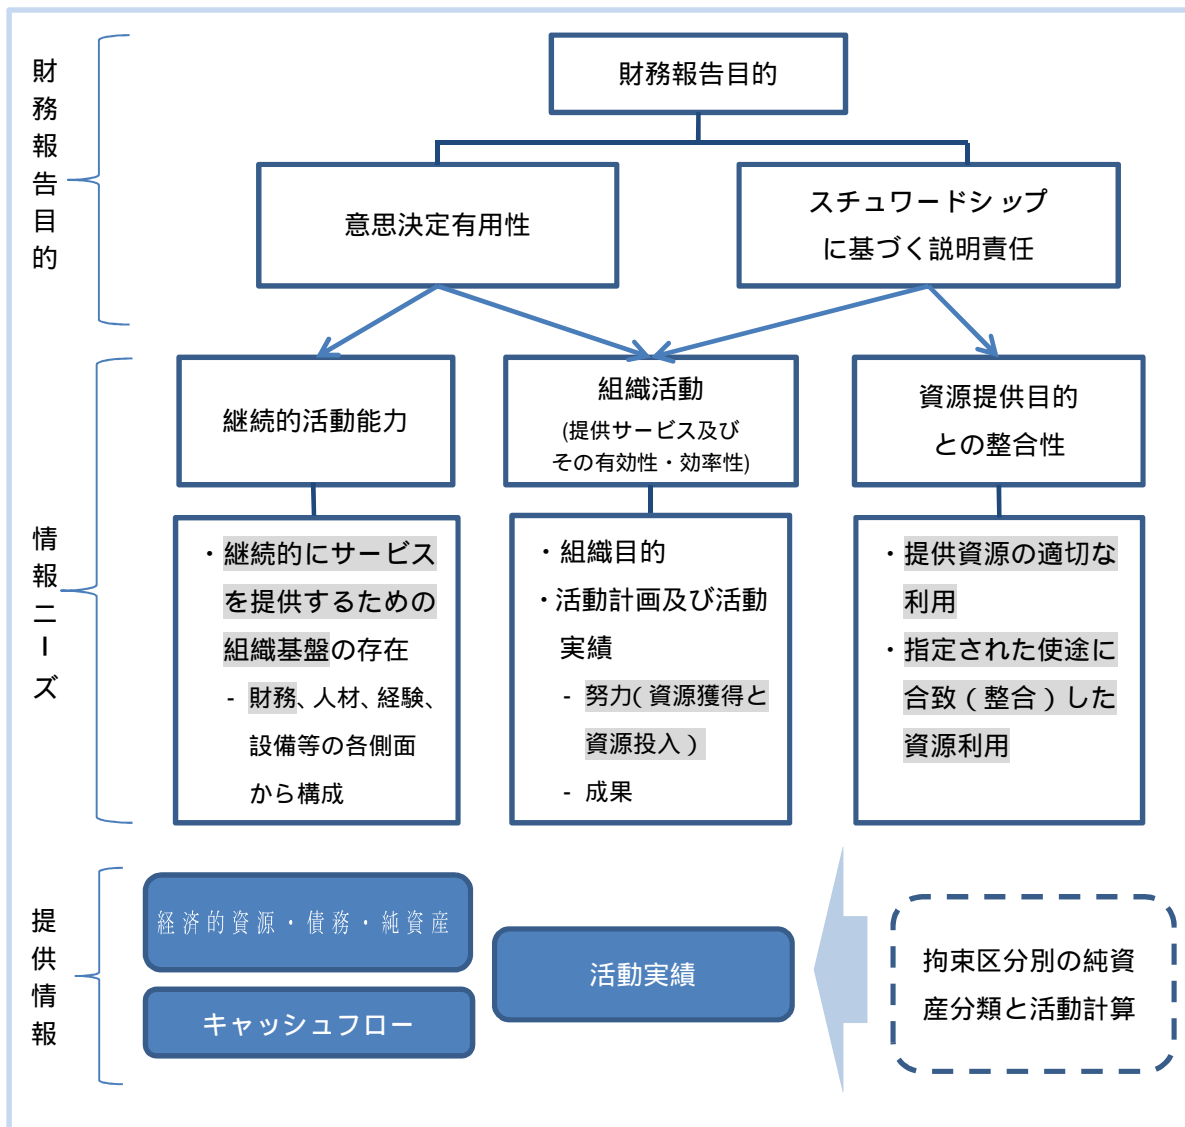 財務報告目的
財務報告目的
意思決定有用性
スチュワードシップ
に基づく説明責任
情報ニーズ
継続的活動能力
組織活動
(提供サービス及び
その有効性・効率性)
資源提供目的
との整合性
・継続的にサービス
を提供するための
組織基盤の存在
- 財務、人材、経験、
設備等の各側面
から構成
・組織目的
・活動計画及び活動
実績
- 努力(資源獲得と
資源投入)
- 成果
・提供資源の適切な
利用
・指定された使途に
合致(整合)した
資源利用
提供情報
経済的資源・債務・純資産
キャッシュフロー
活動実績
拘束区分別の純資
産分類と活動計算